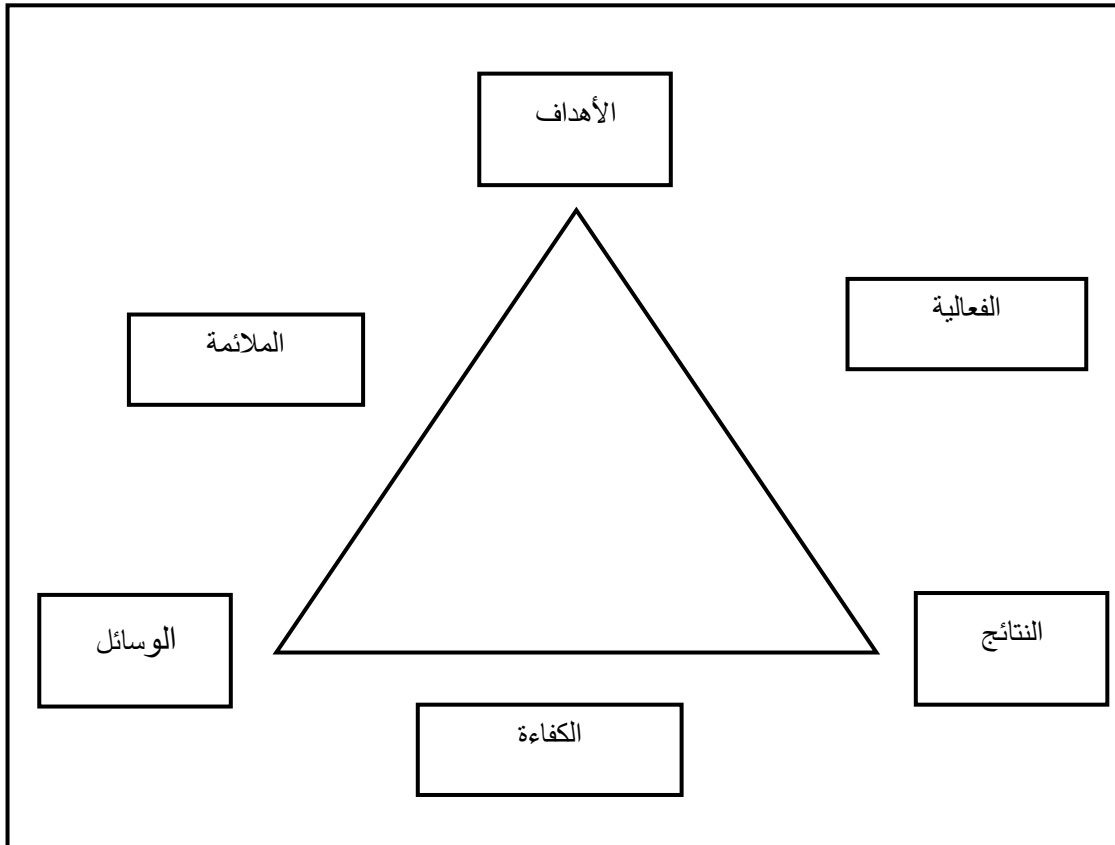 الأهداف
الفعالية
الملائمة
النتائج
الوسائل
الكفاءة